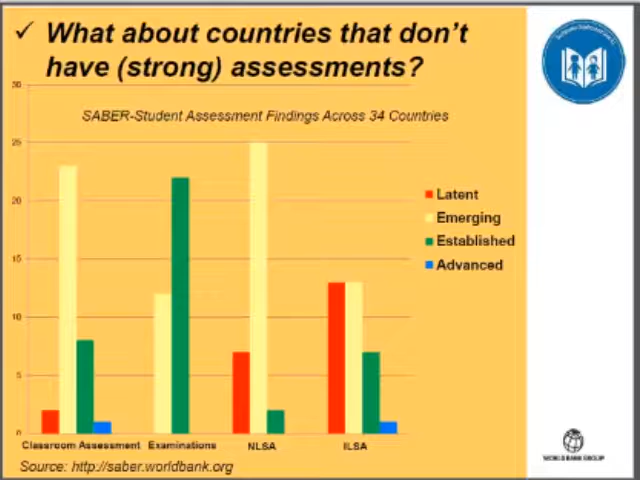 ✓ What about countries that don't
have (strong) assessments?
SABER-Student Assessment Findings Across 34 Countries
30
25
20
15
10
5
0
Latent
Emerging
Established
Advanced
Classroom Assessment Examinations NLSA ILSA
Source: http://saber.worldbank.org
WORLD BANK GROUP